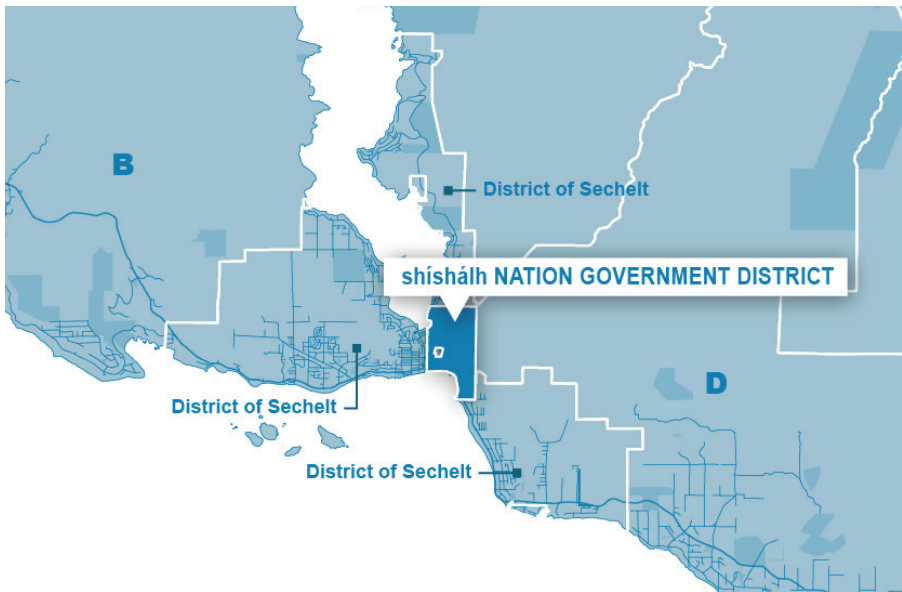 B
District of Sechelt
shíshálh NATION GOVERNMENT DISTRICT
D
District of Sechelt
District of Sechelt